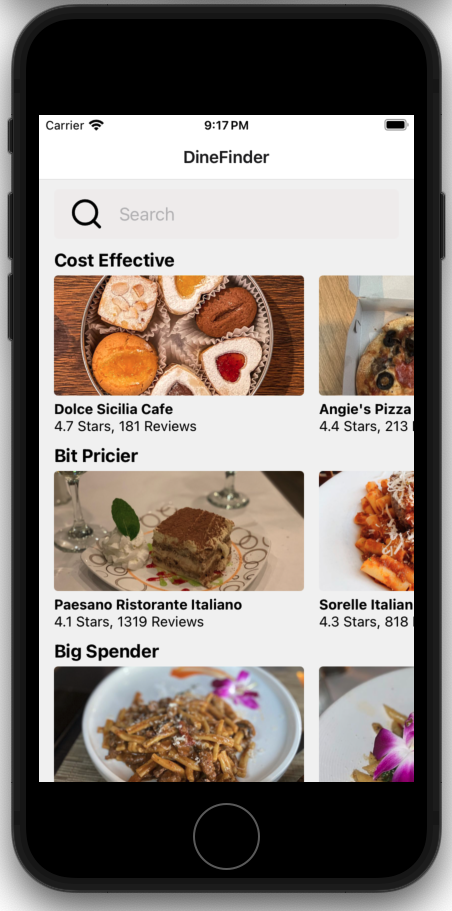 Carrier 9:17 PM
DineFinder
Search
Cost Effective
Dolce Sicilia Cafe Angie's Pizza
4.7 Stars, 181 Reviews 4.4 Stars, 213
Bit Pricier
Paesano Ristorante Italiano Sorelle Italian
4.1 Stars, 1319 Reviews 4.3 Stars, 818
Big Spender